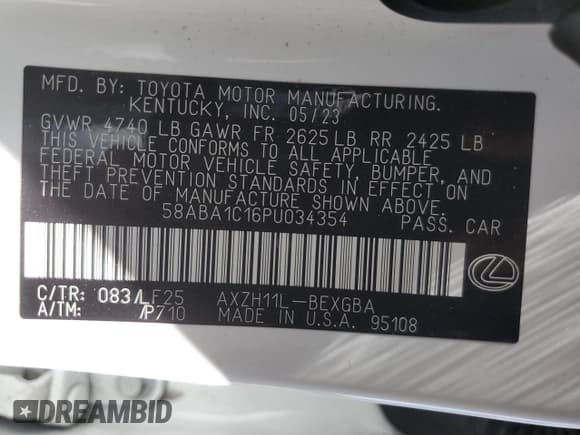 MFD. BY: TOYOTA MOTOR MANUFACTURING.
KENTUCKY, INC. 05/23
GVWR 4740 LB GAWR FR 2625 LB RR 2425 LB
THIS VEHICLE CONFORMS TO ALL APPLICABLE
FEDERAL MOTOR VEHICLE SAFETY, BUMPER, AND
THEFT PREVENTION STANDARDS IN EFFECT ON
THE DATE OF MANUFACTURE SHOWN ABOVE.
58ABA1C16PU034354 PASS. CAR
C/TR: 083/LF25 AXZH11L-BEXGBA
A/TM: /P710 MADE IN U.S.A. 95108
DREAMBID